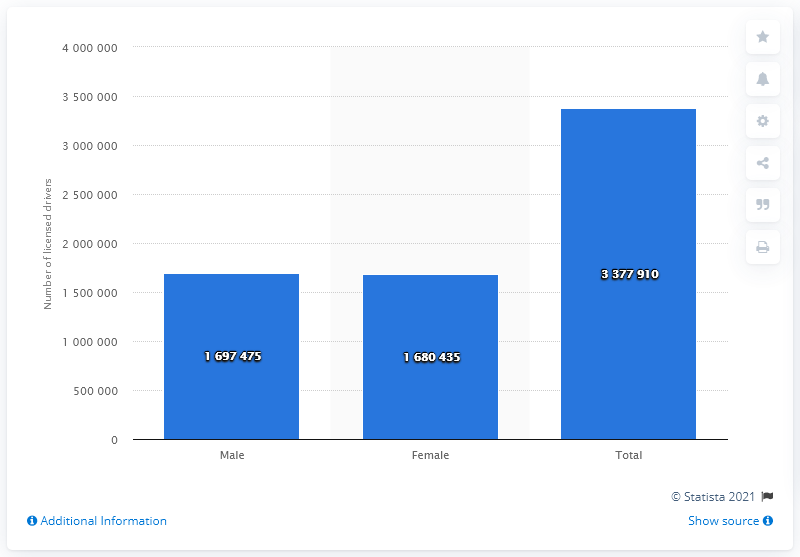 4 000 000
3 500 000
3 000 000
2 500 000
2 000 000
1 500 000
1 000 000
500 000
0
Number of licensed drivers
1 697 475
1 680 435
3 377 910
Male Female Total
© Statista 2021
Additional Information Show source